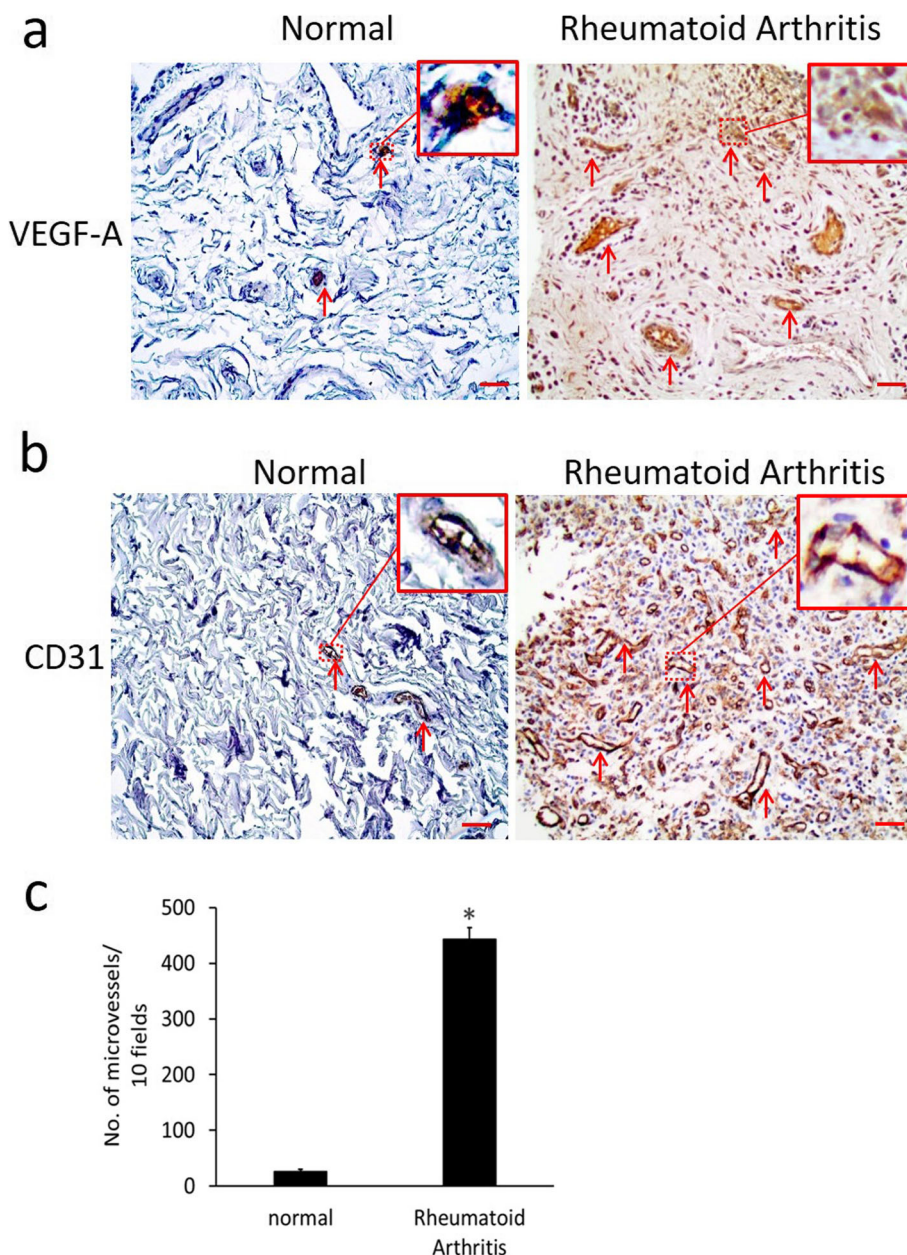 a
Normal
Rheumatoid Arthritis
VEGF-A
b
Normal
Rheumatoid Arthritis
CD31
c
No. of microvessels/
10 fields
500
400
300
200
100
0
*
normal
Rheumatoid
Arthritis